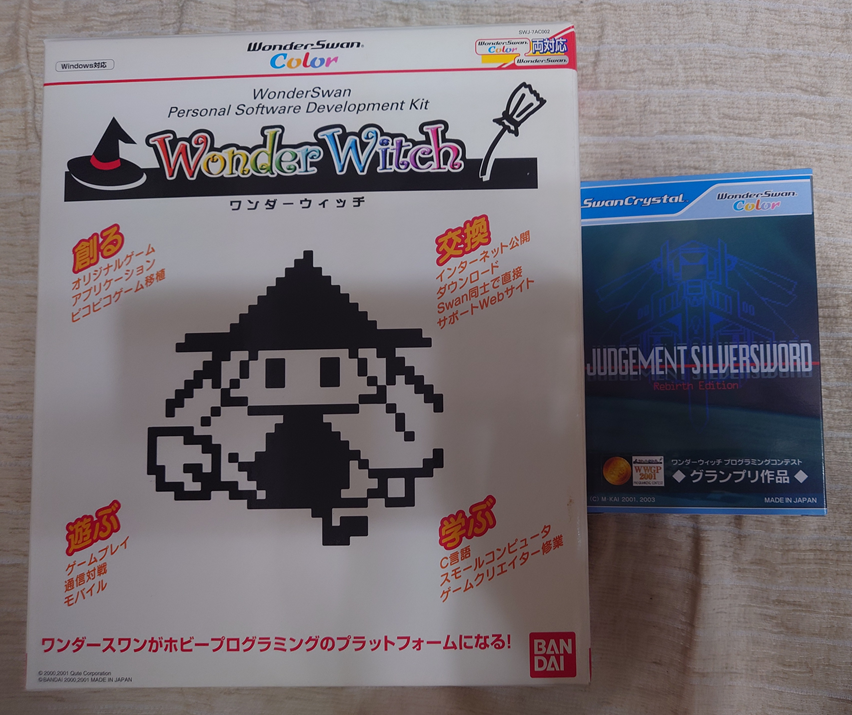 SWJ-7AC002
WonderSwan
Color
Windows対応
WonderSwan
Color
両対応
WonderSwan
WonderSwan
Personal Software Development Kit
Wonder Witch
ワンダーウィッチ
創る
オリジナルゲーム
アプリケーション
ピコピコゲーム移植
交換
インターネット公開
ダウンロード
Swan同士で直接
サポートWebサイト
遊ぶ
ゲームプレイ
通信対戦
モバイル
学ぶ
C言語
スモールコンピュータ
ゲームクリエイター修業
ワンダースワンがホビープログラミングのプラットフォームになる!
BAN
DAI
© 2000,2001 Qute Corporation
©BANDAI 2000,2001 MADE IN JAPAN
SwanCrystal
WonderSwan
Color
JUDGEMENT SILVERSWORD
Rebirth Edition
WWGP
2001
ワンダーウィッチ プログラミングコンテスト
◆ グランプリ作品 ◆
(C) M.KAI 2001, 2003
MADE IN JAPAN